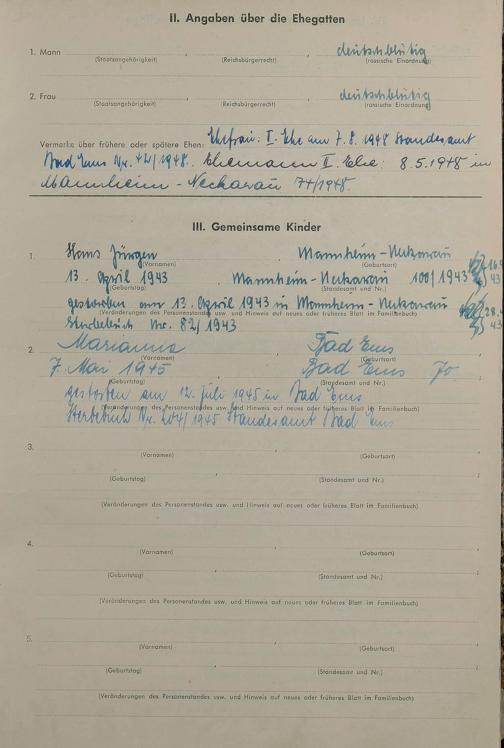 II. Angaben über die Ehegatten
1. Mann , , deutschblütig
(Staatsangehörigkeit) (Reichsbürgerrecht) (rassische Einordnung)
2. Frau , , deutschblütig
(Staatsangehörigkeit) (Reichsbürgerrecht) (rassische Einordnung)
Vermerke über frühere oder spätere Ehen: Ehefrau: II. Ehe am 7.8.1948 Standesamt
Bad Ems Nr. 42/1948. Ehemann II. Ehe: 8.5.1948 in
Mannheim-Neckarau 74/1948.
III. Gemeinsame Kinder
1. Hans Jürgen , Mannheim-Neckarau
(Vornamen) (Geburtsort)
13. April 1943 , Mannheim-Neckarau 100/1943
(Geburtstag) (Standesamt und Nr.)
gestorben am 13. April 1943 in Mannheim-Neckarau
(Veränderungen des Personenstandes usw. und Hinweis auf neues oder früheres Blatt im Familienbuch)
Sterbebuch Nr. 82/1943
2. Marianne Bad Ems
(Vornamen) (Geburtsort)
7. Mai 1945 Bad Ems 70
(Geburtstag) (Standesamt und Nr.)
gestorben am 12. Juli 1945 in Bad Ems
(Veränderungen des Personenstandes usw. und Hinweis auf neues oder früheres Blatt im Familienbuch)
Sterbebuch Nr. 204/1945 Standesamt Bad Ems
3. ,
(Vornamen) (Geburtsort)
,
(Geburtstag) (Standesamt und Nr.)
(Veränderungen des Personenstandes usw. und Hinweis auf neues oder früheres Blatt im Familienbuch)
4. ,
(Vornamen) (Geburtsort)
,
(Geburtstag) (Standesamt und Nr.)
(Veränderungen des Personenstandes usw. und Hinweis auf neues oder früheres Blatt im Familienbuch)
5. ,
(Vornamen) (Geburtsort)
,
(Geburtstag) (Standesamt und Nr.)
(Veränderungen des Personenstandes usw. und Hinweis auf neues oder früheres Blatt im Familienbuch)